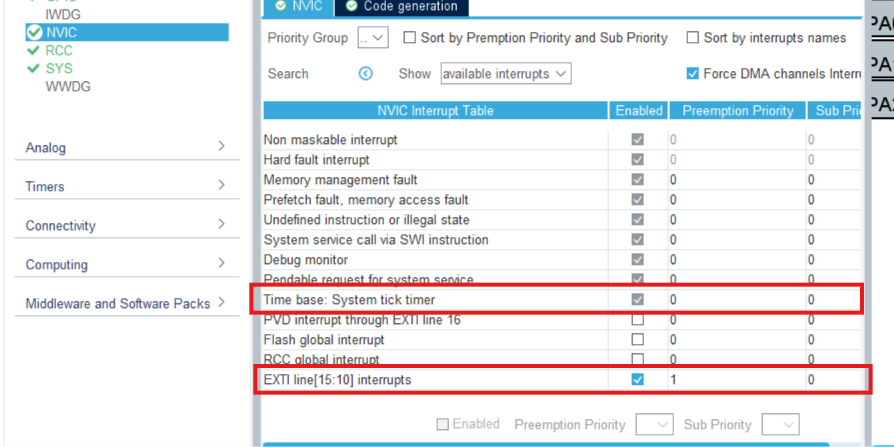 IWDG
NVIC
RCC
SYS
WWDG
Analog
Timers
Connectivity
Computing
Middleware and Software Packs
NVIC Code generation
Priority Group .. Sort by Premption Priority and Sub Priority Sort by interrupts names
Search Show available interrupts Force DMA channels Interru
NVIC Interrupt Table Enabled Preemption Priority Sub Prio
Non maskable interrupt 0 0
Hard fault interrupt 0 0
Memory management fault 0 0
Prefetch fault, memory access fault 0 0
Undefined instruction or illegal state 0 0
System service call via SWI instruction 0 0
Debug monitor 0 0
Pendable request for system service 0 0
Time base: System tick timer 0 0
PVD interrupt through EXTI line 16 0 0
Flash global interrupt 0 0
RCC global interrupt 0 0
EXTI line[15:10] interrupts 1 0
Enabled Preemption Priority Sub Priority